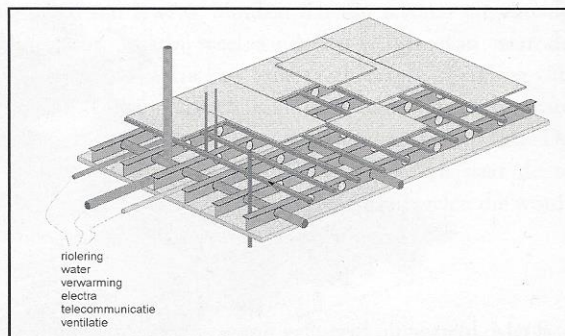 riolering
water
verwarming
electra
telecommunicatie
ventilatie